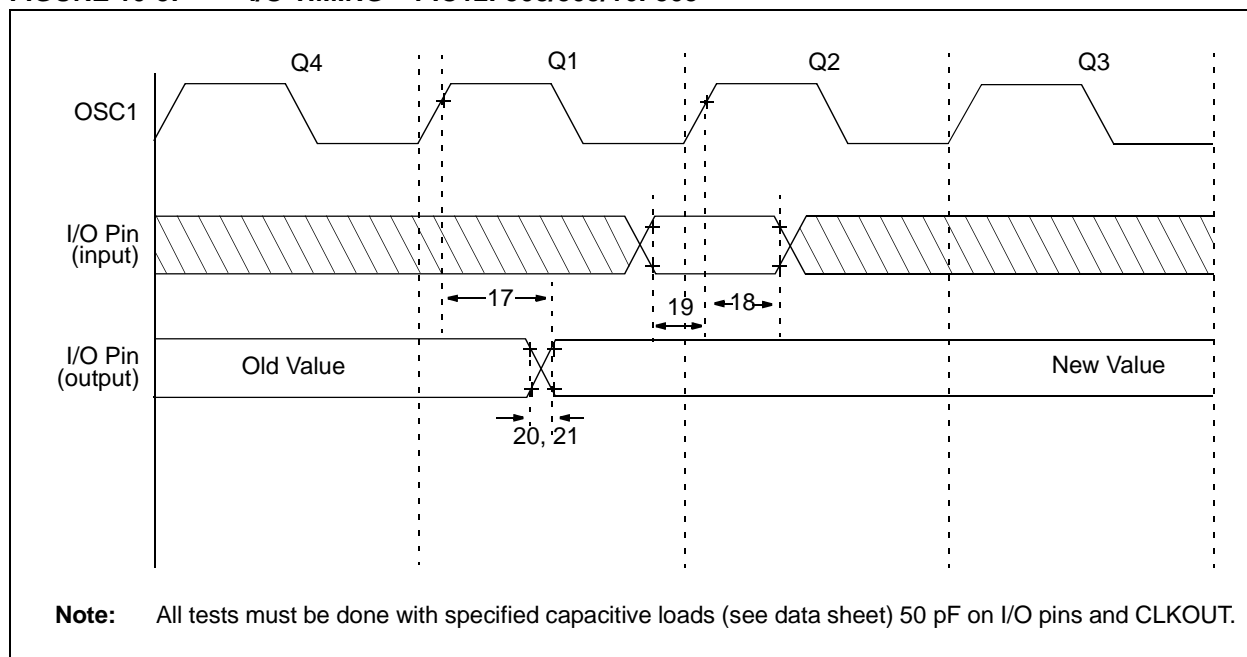 Q4 Q1 Q2 Q3
OSC1
I/O Pin
(input)
17
19
18
I/O Pin
(output)
Old Value
New Value
20, 21
Note: All tests must be done with specified capacitive loads (see data sheet) 50 pF on I/O pins and CLKOUT.